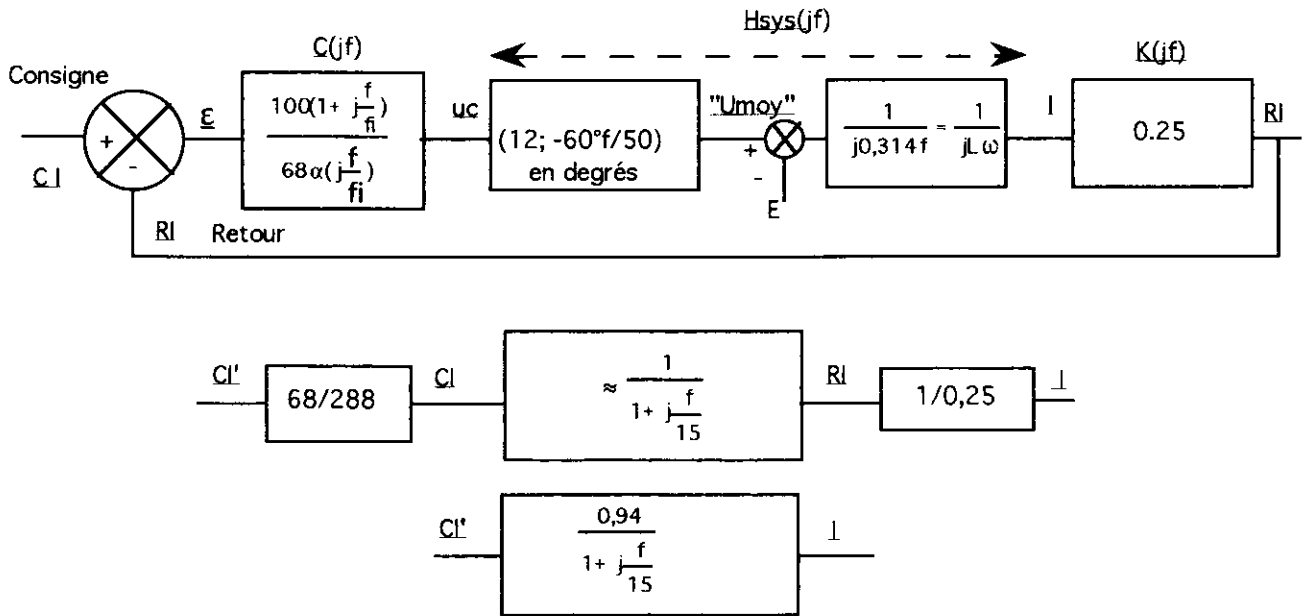 Hsys(jf)
C(jf)
K(jf)
Consigne
+
-
CI
ε
100(1+ j f/fi)
68α(j f/fi)
uc
(12; -60°f/50)
en degrés
"Umoy"
+
-
E
1/j0,314f = 1/jLω
I
0.25
RI
RI Retour
CI'
68/288
CI
≈ 1/(1+ j f/15)
RI
1/0,25
I
CI'
0,94/(1+ j f/15)
I